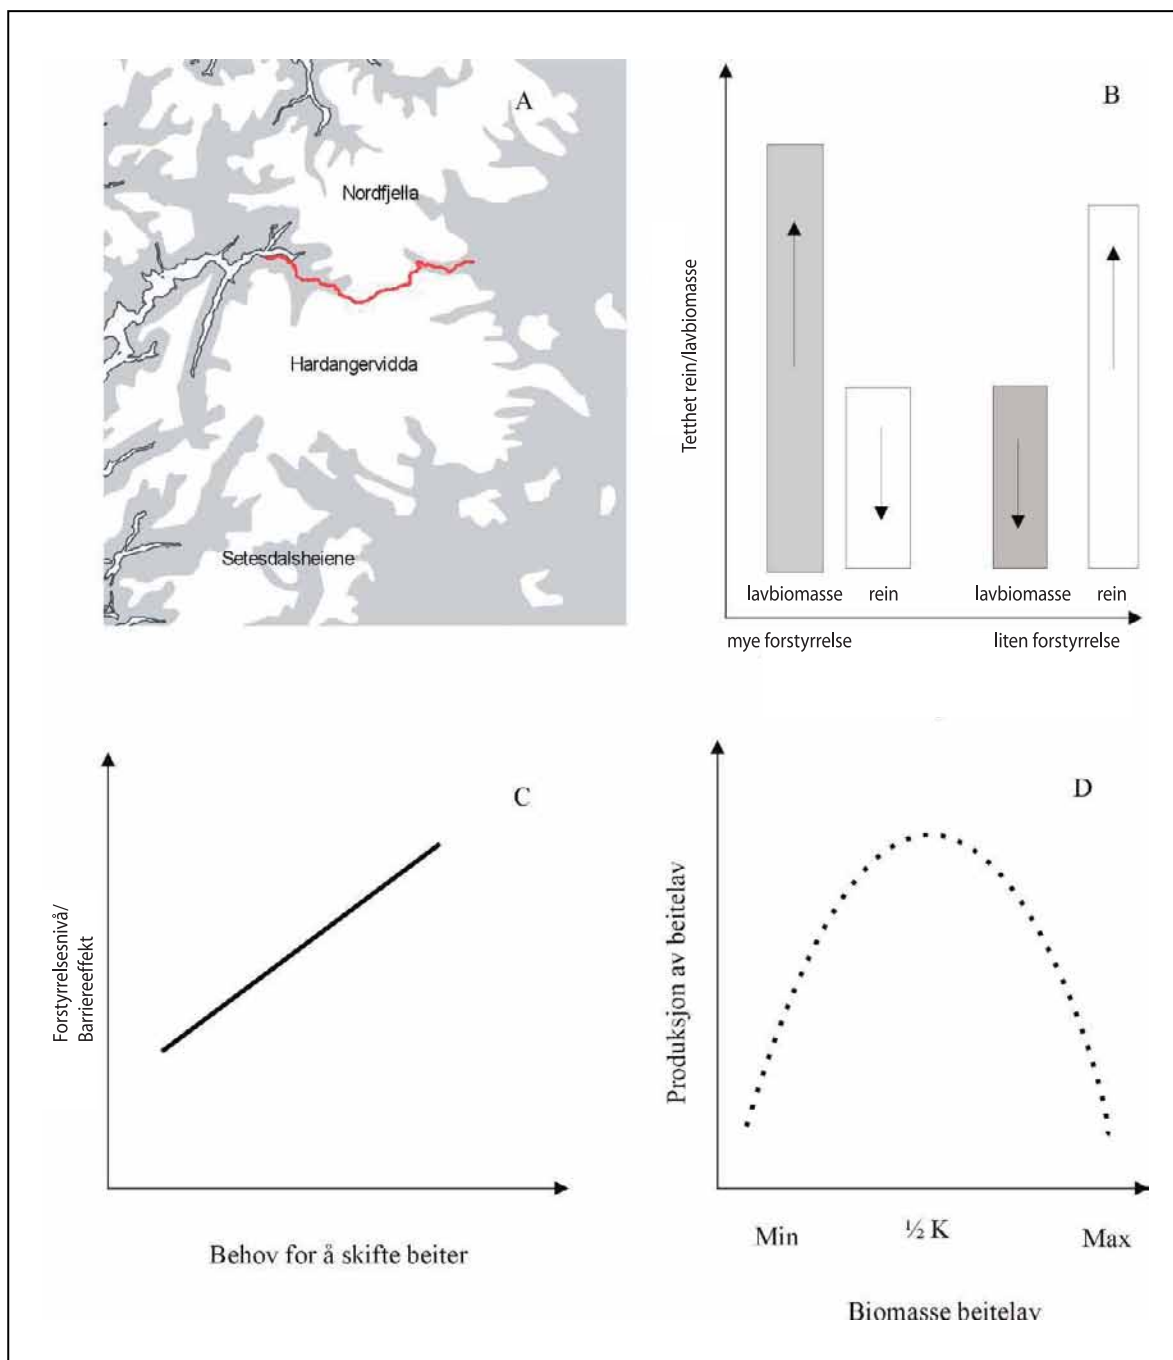 A
Nordfjella
Hardangervidda
Setesdalsheiene
B
Tetthet rein/lavbiomasse
lavbiomasse
rein
lavbiomasse
rein
mye forstyrrelse
liten forstyrrelse
C
Forstyrrelsesnivå/
Barriereeffekt
Behov for å skifte beiter
D
Produksjon av beitelav
Min
½ K
Max
Biomasse beitelav